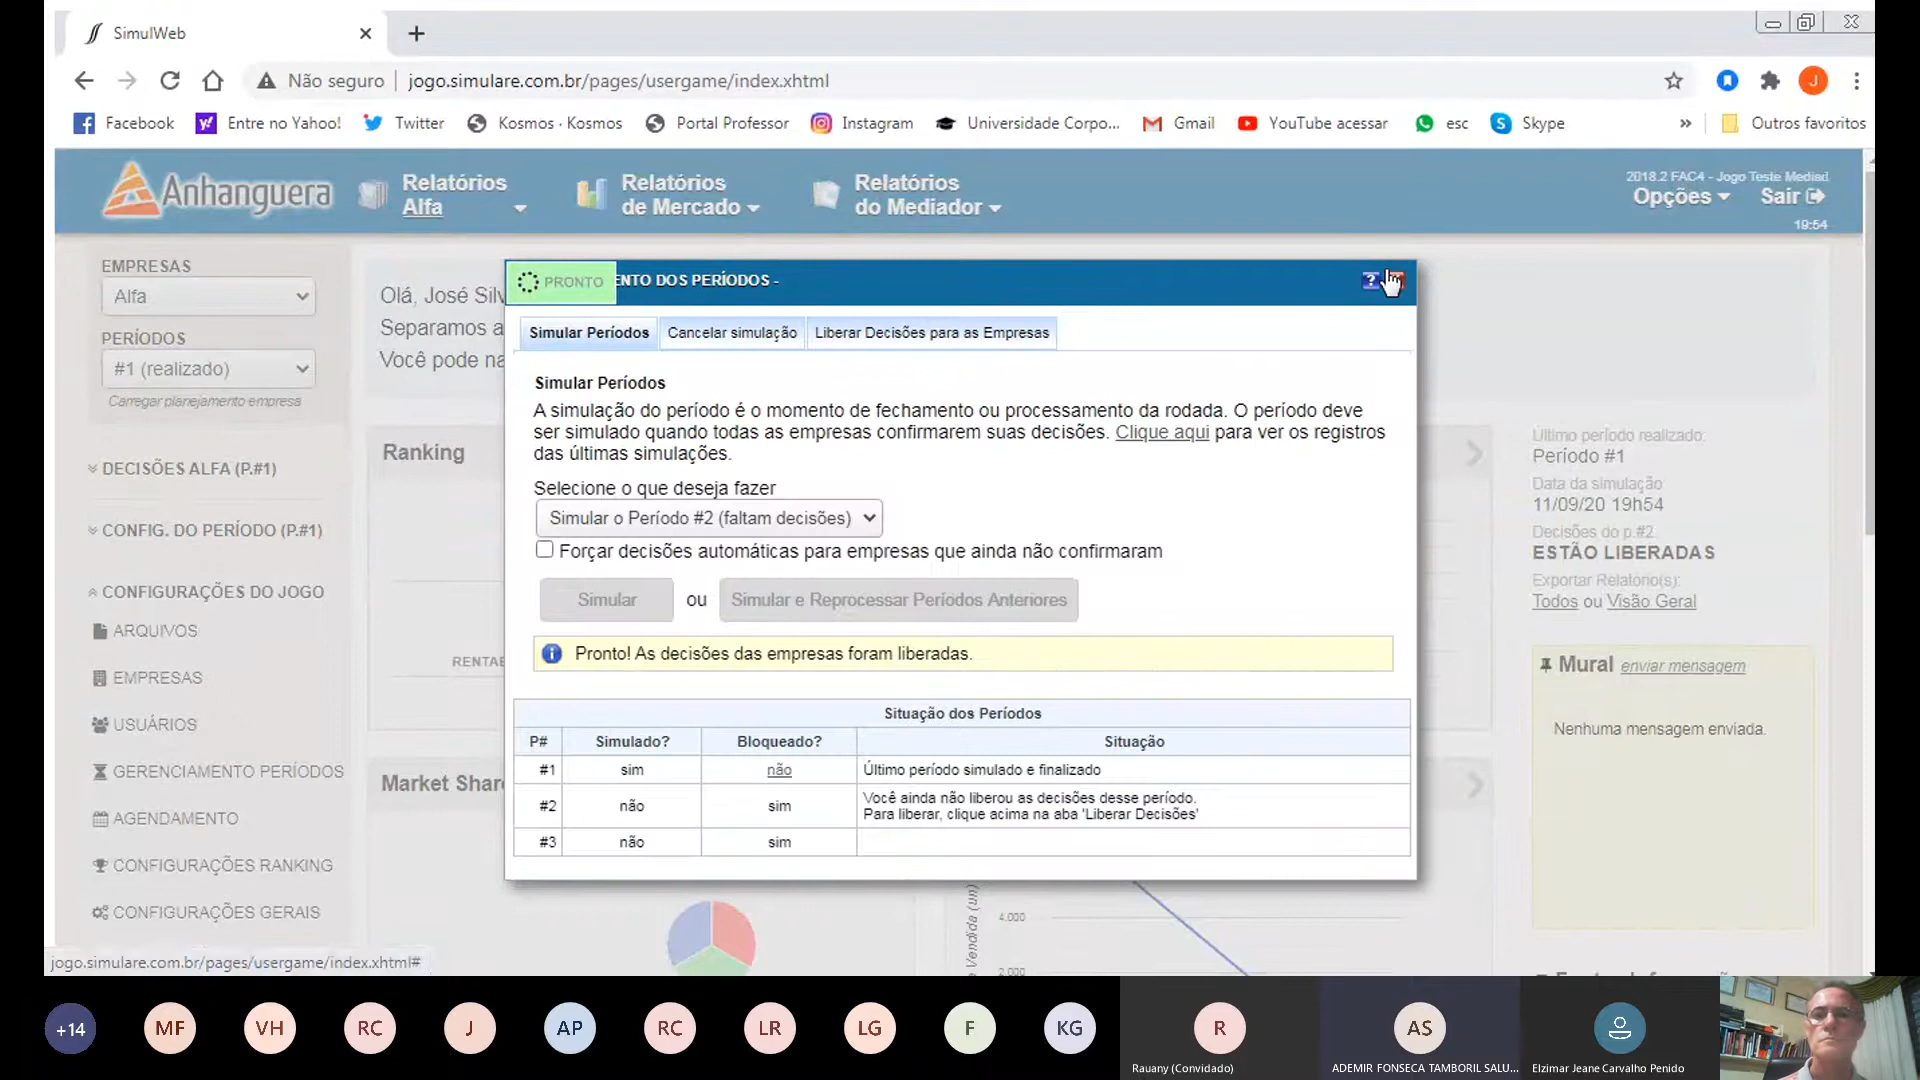 SimulWeb
Não seguro
jogo.simulare.com.br/pages/usergame/index.xhtml
J
Facebook
Entre no Yahoo!
Twitter
Kosmos · Kosmos
Portal Professor
Instagram
Universidade Corpo...
Gmail
YouTube acessar
esc
Skype
»
Outros favoritos
Anhanguera
Relatórios
Alfa
Relatórios
de Mercado
Relatórios
do Mediador
2018.2 FAC4 - Jogo Teste Mediad
Opções
Sair
19:54
EMPRESAS
Alfa
PERÍODOS
#1 (realizado)
Carregar planejamento empresa
DECISÕES ALFA (P.#1)
CONFIG. DO PERÍODO (P.#1)
CONFIGURAÇÕES DO JOGO
ARQUIVOS
EMPRESAS
USUÁRIOS
GERENCIAMENTO PERÍODOS
AGENDAMENTO
CONFIGURAÇÕES RANKING
CONFIGURAÇÕES GERAIS
Olá, José Silv
Separamos a
Você pode na
Ranking
RENTAB
Market Shar
PRONTO
ENTO DOS PERÍODOS -
?
Simular Períodos
Cancelar simulação
Liberar Decisões para as Empresas
Simular Períodos
A simulação do período é o momento de fechamento ou processamento da rodada. O período deve
ser simulado quando todas as empresas confirmarem suas decisões. Clique aqui para ver os registros
das últimas simulações.
Selecione o que deseja fazer
Simular o Período #2 (faltam decisões)
Forçar decisões automáticas para empresas que ainda não confirmaram
Simular
ou
Simular e Reprocessar Períodos Anteriores
Pronto! As decisões das empresas foram liberadas.
Situação dos Períodos
P# Simulado? Bloqueado? Situação
#1 sim não Último período simulado e finalizado
#2 não sim Você ainda não liberou as decisões desse período.
Para liberar, clique acima na aba 'Liberar Decisões'
#3 não sim
4.000
2.000
Vendida (un)
Último período realizado:
Período #1
Data da simulação
11/09/20 19h54
Decisões do p.#2:
ESTÃO LIBERADAS
Exportar Relatório(s):
Todos ou Visão Geral
Mural enviar mensagem
Nenhuma mensagem enviada.
jogo.simulare.com.br/pages/usergame/index.xhtml#
+14
MF
VH
RC
J
AP
RC
LR
LG
F
KG
R
Rauany (Convidado)
AS
ADEMIR FONSECA TAMBORIL SALU...
Elzimar Jeane Carvalho Penido